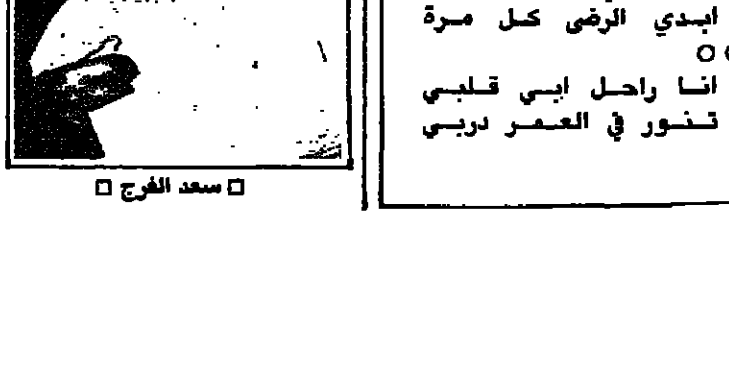 ابدي الرضى كل مرة
○
انا راحل ابي قلبي
تنور في العمر دربي
□ سعد الفرج □